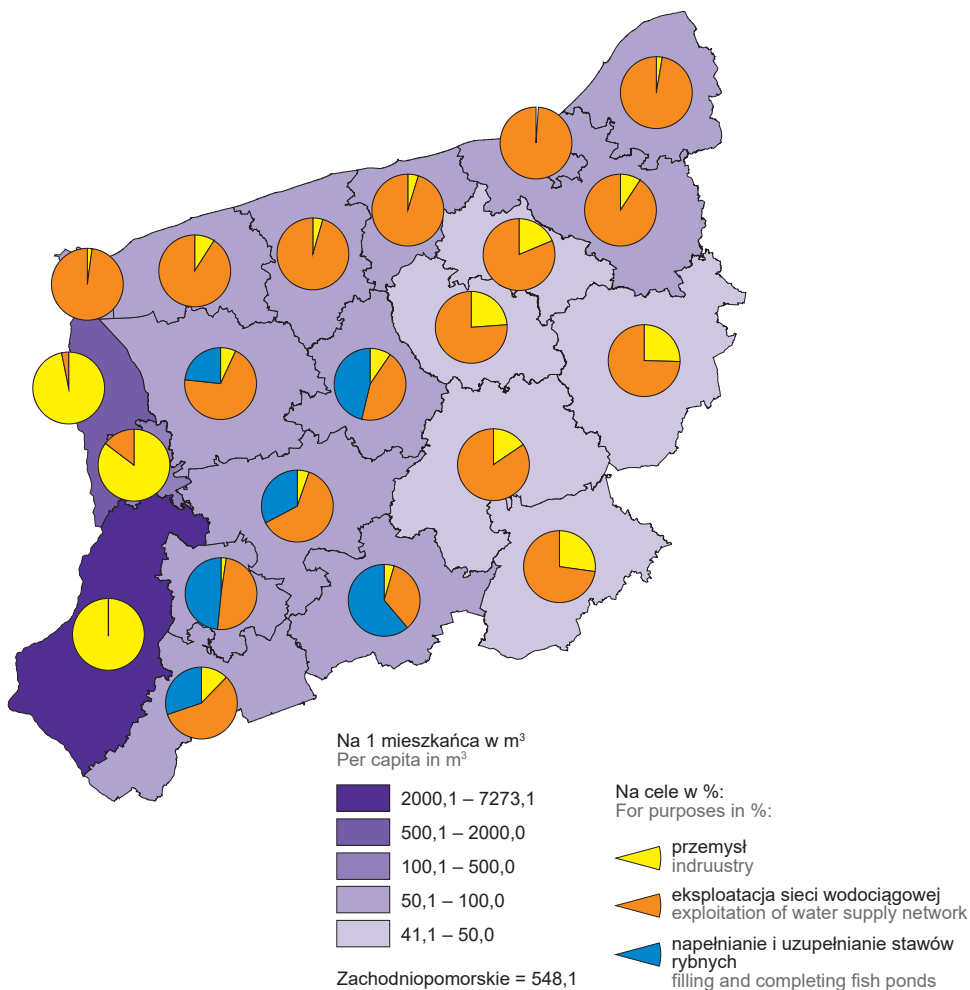 Na 1 mieszkańca w m³
Per capita in m³
2000,1 – 7273,1
500,1 – 2000,0
100,1 – 500,0
50,1 – 100,0
41,1 – 50,0
Zachodniopomorskie = 548,1
Na cele w %:
For purposes in %:
przemysł
indruustry
eksploatacja sieci wodociągowej
exploitation of water supply network
napełnianie i uzupełnianie stawów
rybnych
filling and completing fish ponds